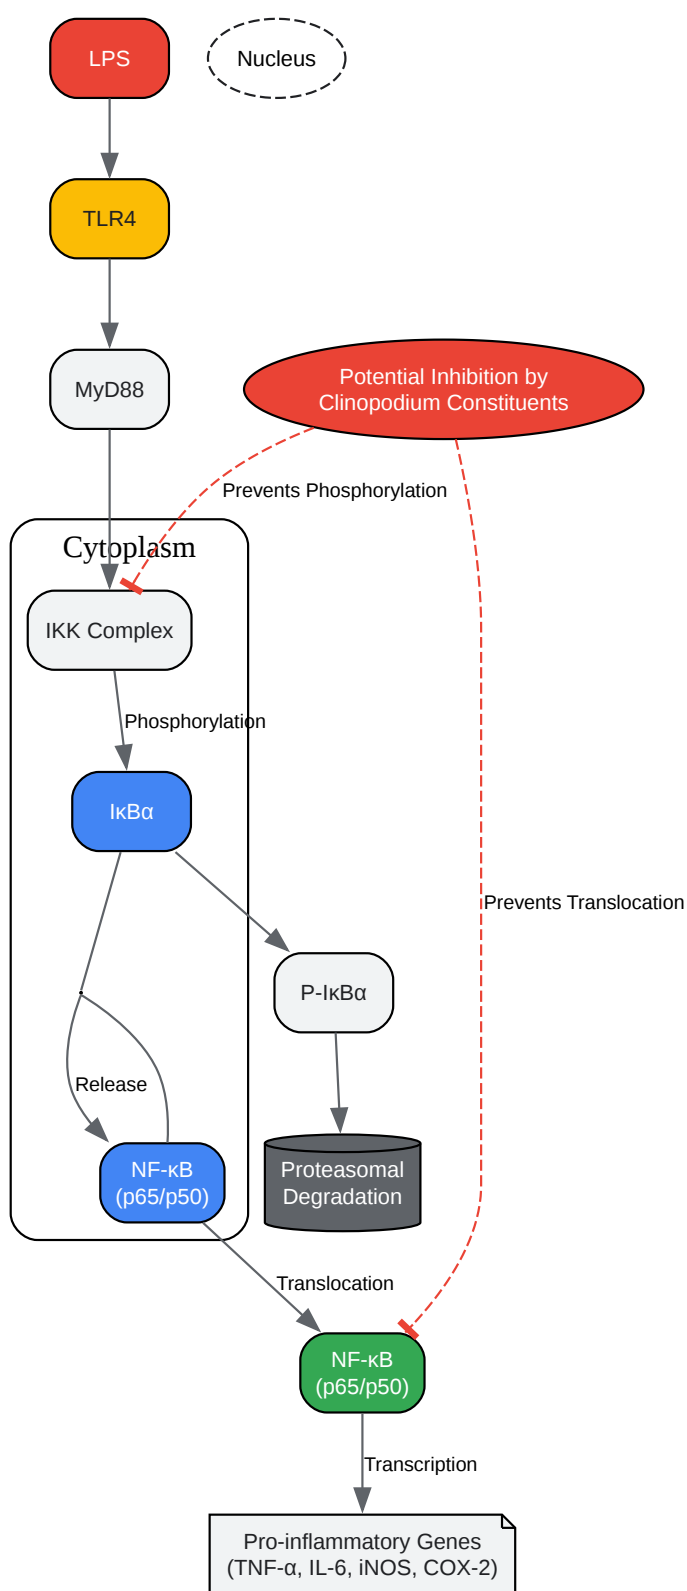 LPS
Nucleus
TLR4
MyD88
Potential Inhibition by
Clinopodium Constituents
Prevents Phosphorylation
Cytoplasm
IKK Complex
Phosphorylation
IκBα
Prevents Translocation
P-IκBα
Release
NF-κB
(p65/p50)
Proteasomal
Degradation
Translocation
NF-κB
(p65/p50)
Transcription
Pro-inflammatory Genes
(TNF-α, IL-6, iNOS, COX-2)